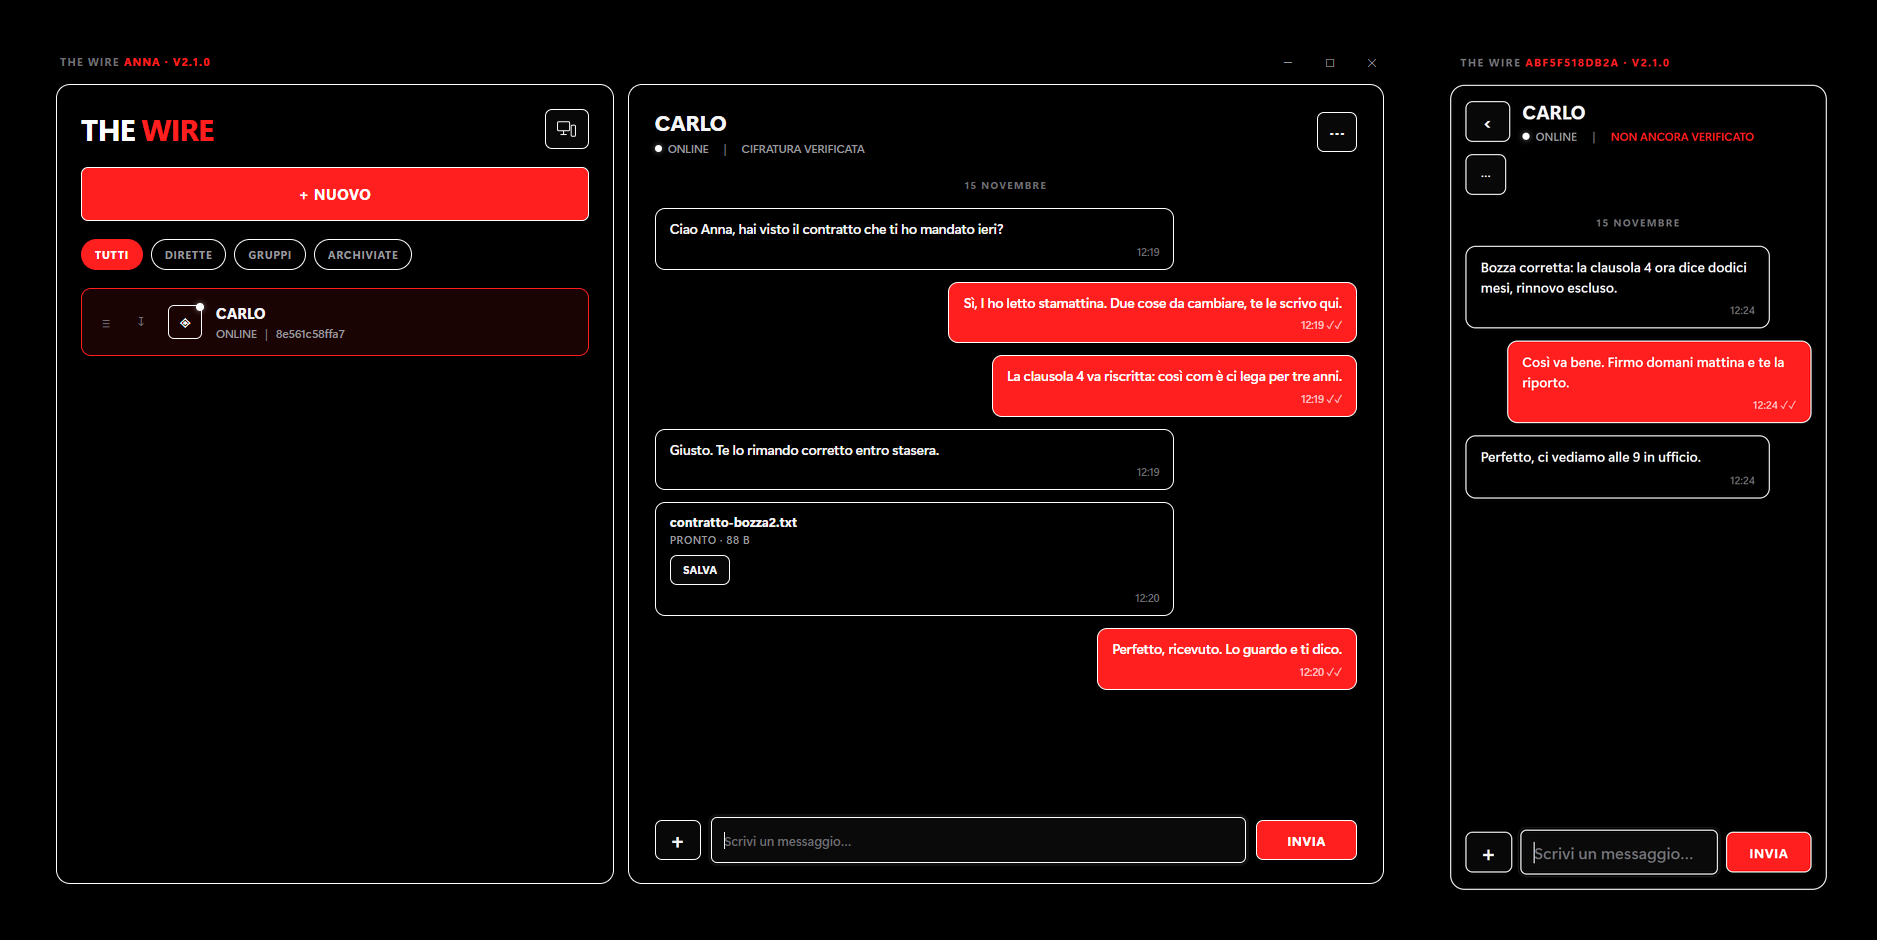 THE WIRE ANNA · V2.1.0
THE WIRE
+ NUOVO
TUTTI
DIRETTE
GRUPPI
ARCHIVIATE
CARLO
ONLINE | 8e561c58ffa7
CARLO
ONLINE | CIFRATURA VERIFICATA
15 NOVEMBRE
Ciao Anna, hai visto il contratto che ti ho mandato ieri?
12:19
Sì, l ho letto stamattina. Due cose da cambiare, te le scrivo qui.
12:19 ✓✓
La clausola 4 va riscritta: così com è ci lega per tre anni.
12:19 ✓✓
Giusto. Te lo rimando corretto entro stasera.
12:19
contratto-bozza2.txt
PRONTO · 88 B
SALVA
12:20
Perfetto, ricevuto. Lo guardo e ti dico.
12:20 ✓✓
+
Scrivi un messaggio...
INVIA
THE WIRE ABF5F518DB2A · V2.1.0
CARLO
ONLINE | NON ANCORA VERIFICATO
...
15 NOVEMBRE
Bozza corretta: la clausola 4 ora dice dodici
mesi, rinnovo escluso.
12:24
Così va bene. Firmo domani mattina e te la
riporto.
12:24 ✓✓
Perfetto, ci vediamo alle 9 in ufficio.
12:24
+
Scrivi un messaggio...
INVIA